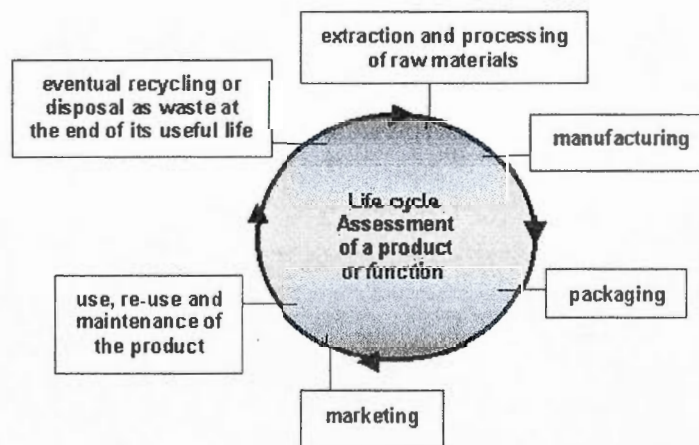 extraction and processing
of raw materials
eventual recycling or
disposal as waste at
the end of its useful life
manufacturing
Life cycle
Assessment
of a product
or function
packaging
use, re-use and
maintenance of
the product
marketing